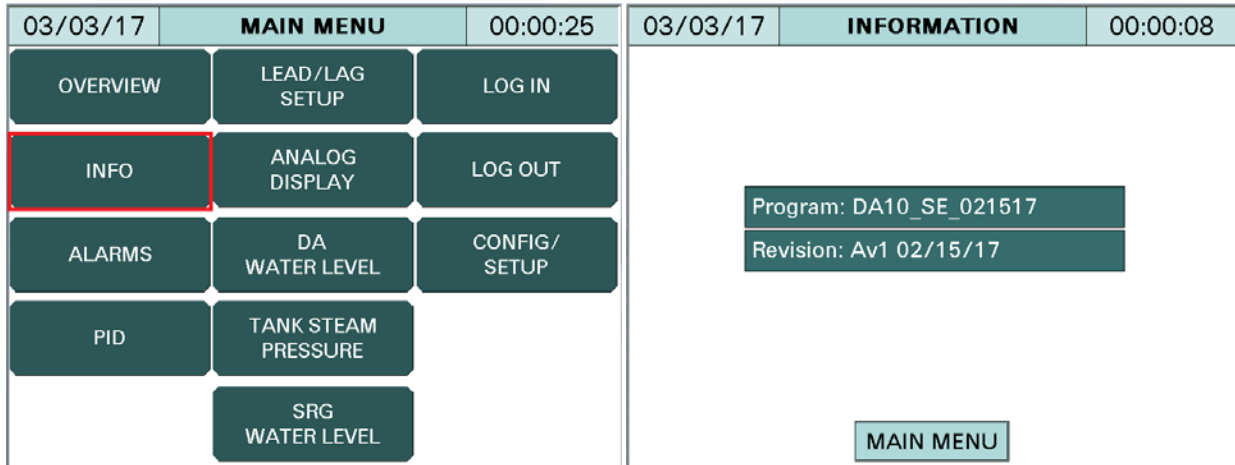 03/03/17 MAIN MENU 00:00:25
OVERVIEW
LEAD/LAG
SETUP
LOG IN
INFO
ANALOG
DISPLAY
LOG OUT
ALARMS
DA
WATER LEVEL
CONFIG/
SETUP
PID
TANK STEAM
PRESSURE
SRG
WATER LEVEL
03/03/17 INFORMATION 00:00:08
Program: DA10_SE_021517
Revision: Av1 02/15/17
MAIN MENU